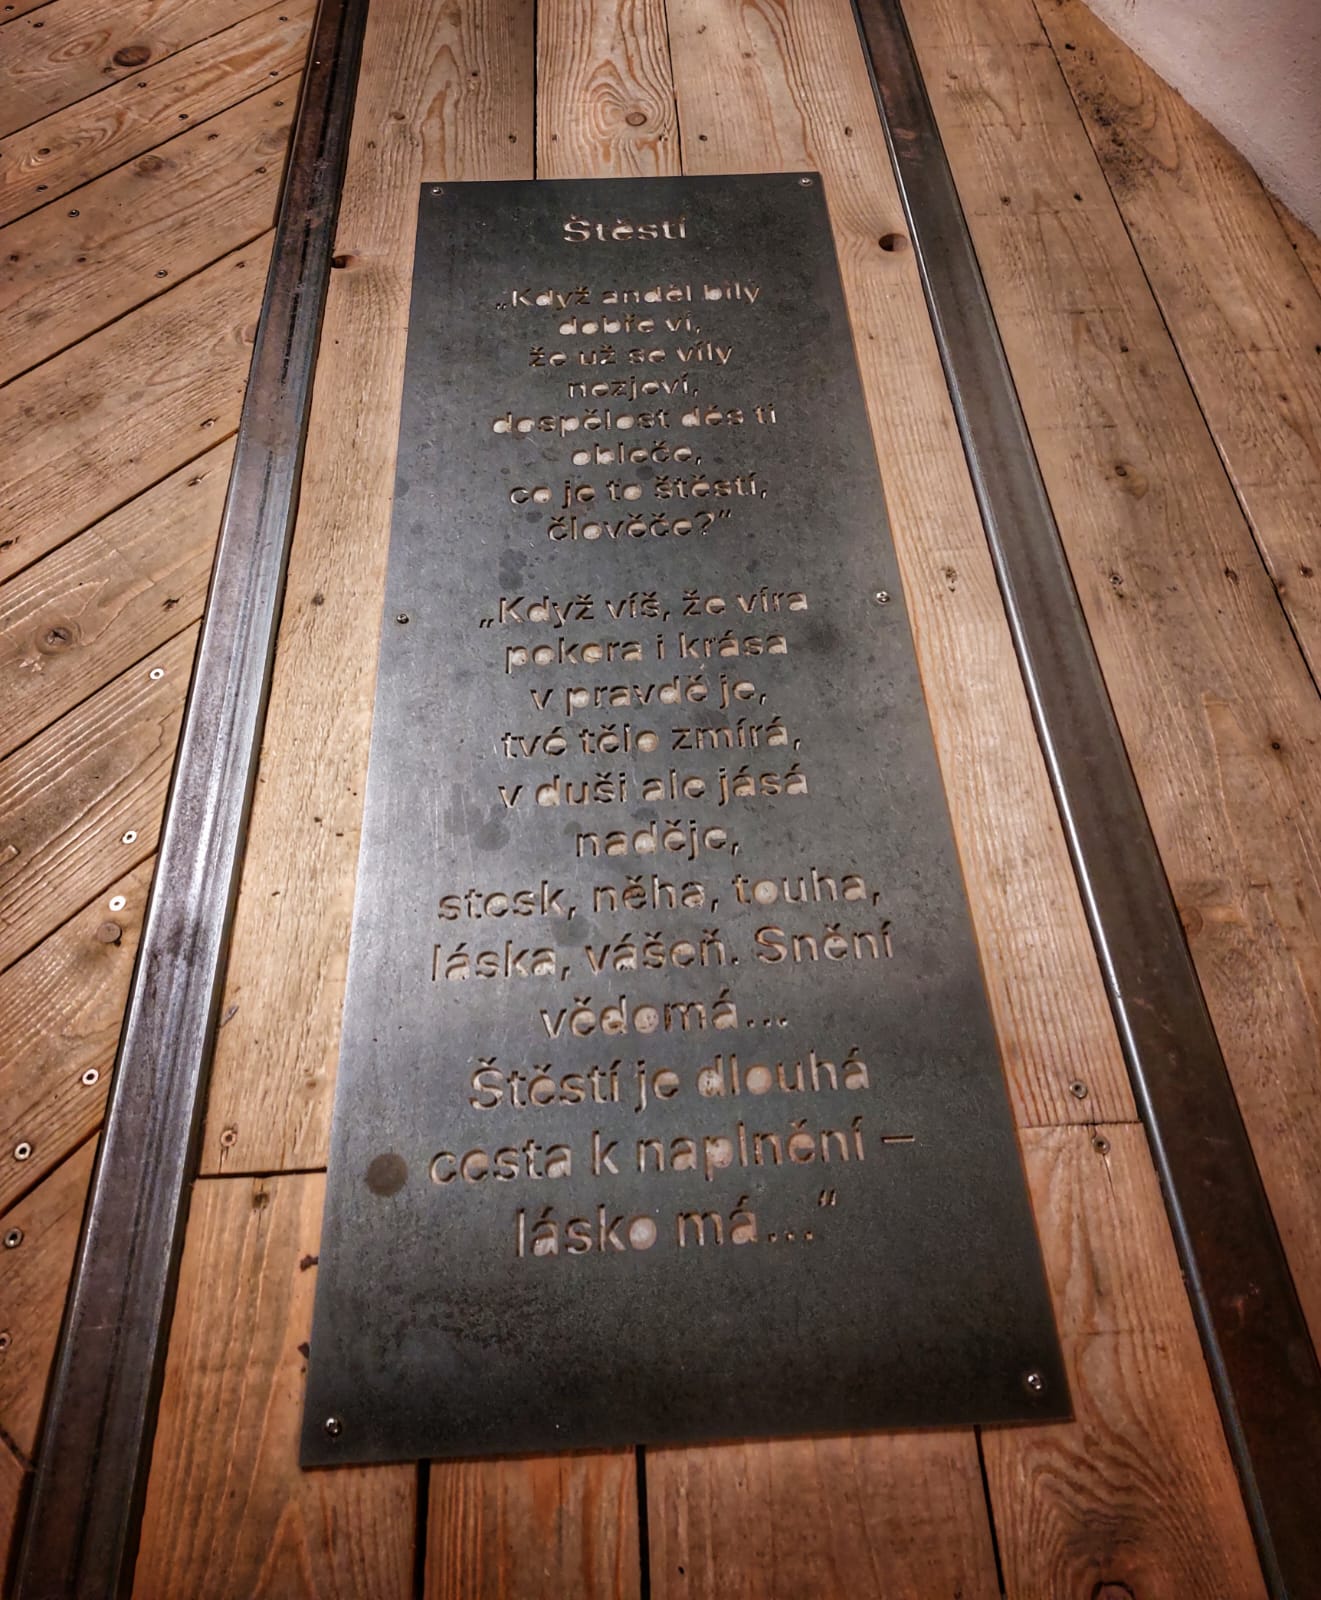 Štěstí
„Když anděl bílý
dobře ví,
že už se víly
nezjeví,
dospělost děs ti
obleče,
co je to štěstí,
člověče?“
„Když víš, že víra
pokora i krása
v pravdě je,
tvé tělo zmírá,
v duši ale jásá
naděje,
stesk, něha, touha,
láska, vášeň. Snění
vědomá...
Štěstí je dlouhá
cesta k naplnění –
lásko má...“